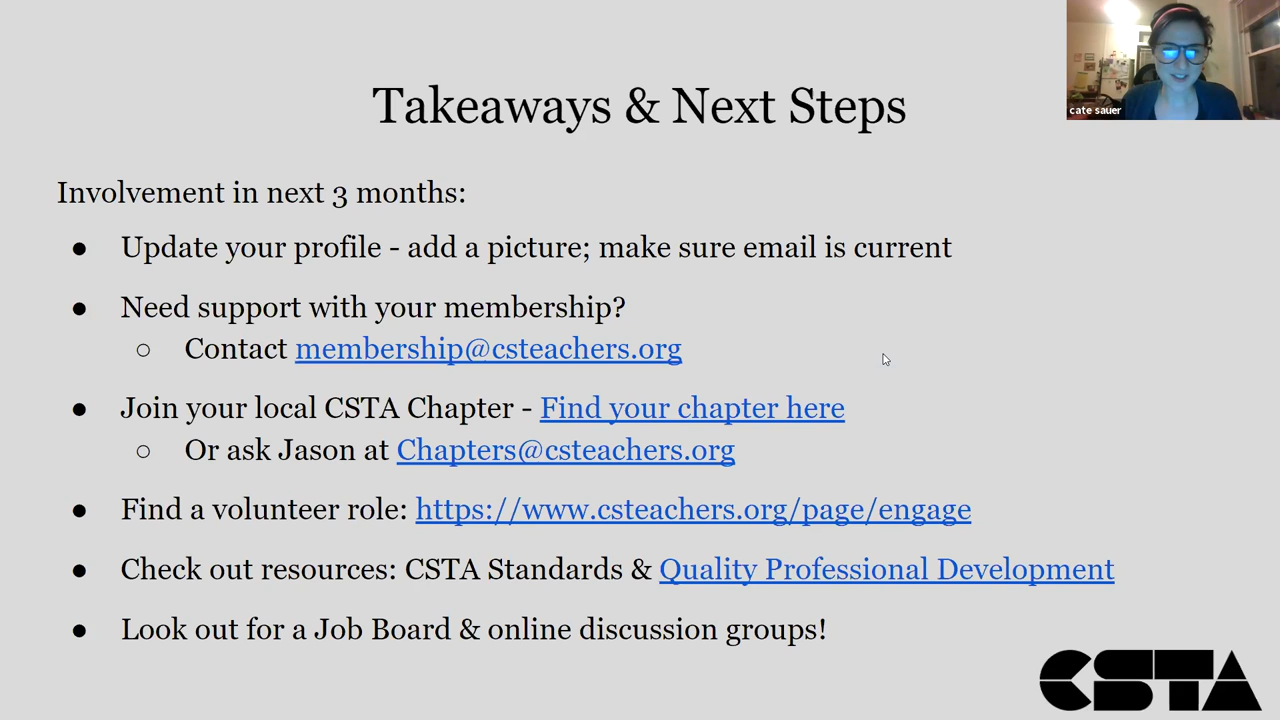 cate sauer
Takeaways & Next Steps
Involvement in next 3 months:
● Update your profile - add a picture; make sure email is current
● Need support with your membership?
○ Contact membership@csteachers.org
● Join your local CSTA Chapter - Find your chapter here
○ Or ask Jason at Chapters@csteachers.org
● Find a volunteer role: https://www.csteachers.org/page/engage
● Check out resources: CSTA Standards & Quality Professional Development
● Look out for a Job Board & online discussion groups!
CSTA